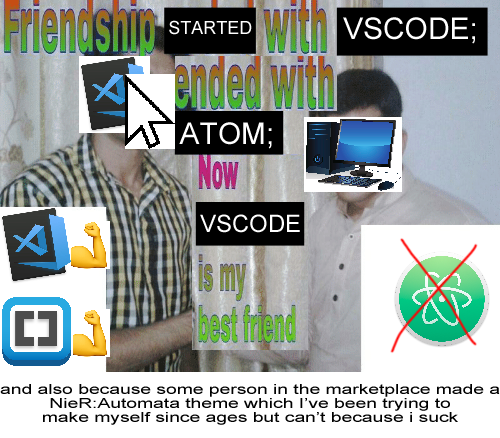 Friendship STARTED with VSCODE;
ended with
ATOM;
Now
VSCODE
is my
best friend
and also because some person in the marketplace made a
NieR:Automata theme which I've been trying to
make myself since ages but can't because i suck